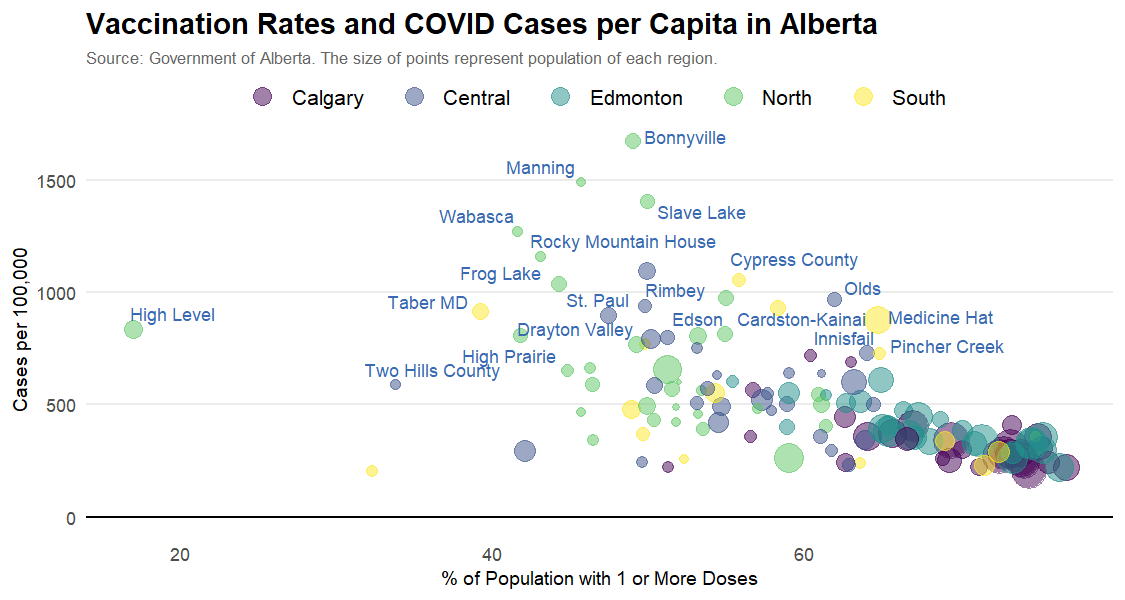 Vaccination Rates and COVID Cases per Capita in Alberta
Source: Government of Alberta. The size of points represent population of each region.
Calgary Central Edmonton North South
Bonnyville
Manning
Slave Lake
Wabasca
Rocky Mountain House
Cypress County
Frog Lake
Rimbey
Olds
Taber MD
St. Paul
High Level
Drayton Valley
Edson
Cardston-Kainai
Medicine Hat
Innisfail
Pincher Creek
High Prairie
Two Hills County
Cases per 100,000
1500
1000
500
0
20 40 60
% of Population with 1 or More Doses